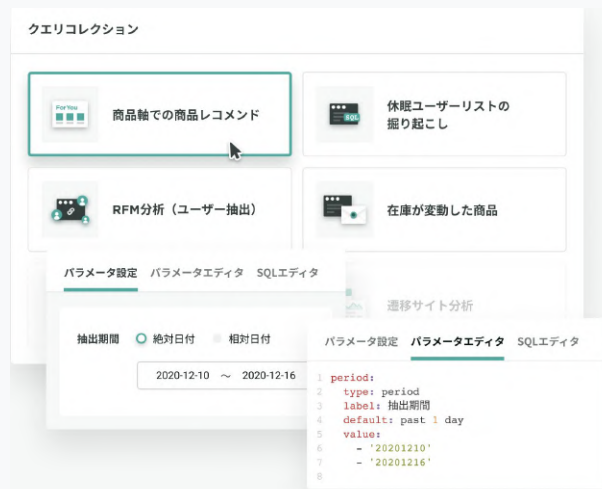 クエリコレクション
ForYou
商品軸での商品レコメンド
SQL
休眠ユーザーリストの
掘り起こし
RFM分析（ユーザー抽出）
在庫が変動した商品
遷移サイト分析
パラメータ設定 パラメータエディタ SQLエディタ
抽出期間 絶対日付 相対日付
2020-12-10 ～ 2020-12-16
パラメータ設定 パラメータエディタ SQLエディタ
1 period:
2 type: period
3 label: 抽出期間
4 default: past 1 day
5 value:
6 - '20201210'
7 - '20201216'
8